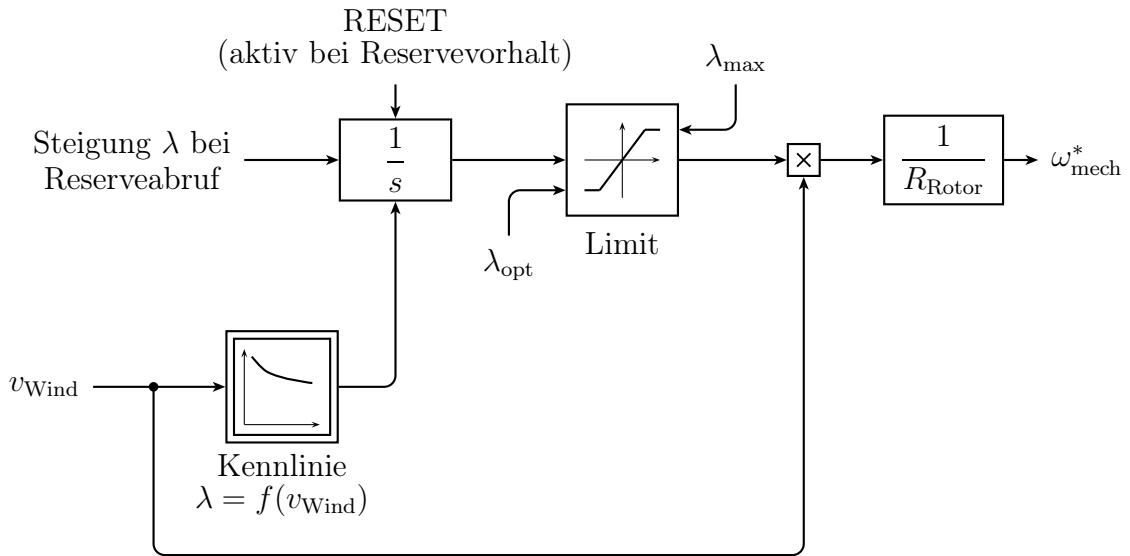 RESET
(aktiv bei Reservevorhalt)
λmax
Steigung λ bei
Reserveabruf
1
s
×
1
RRotor
ω*mech
Limit
λopt
vWind
Kennlinie
λ = f(vWind)